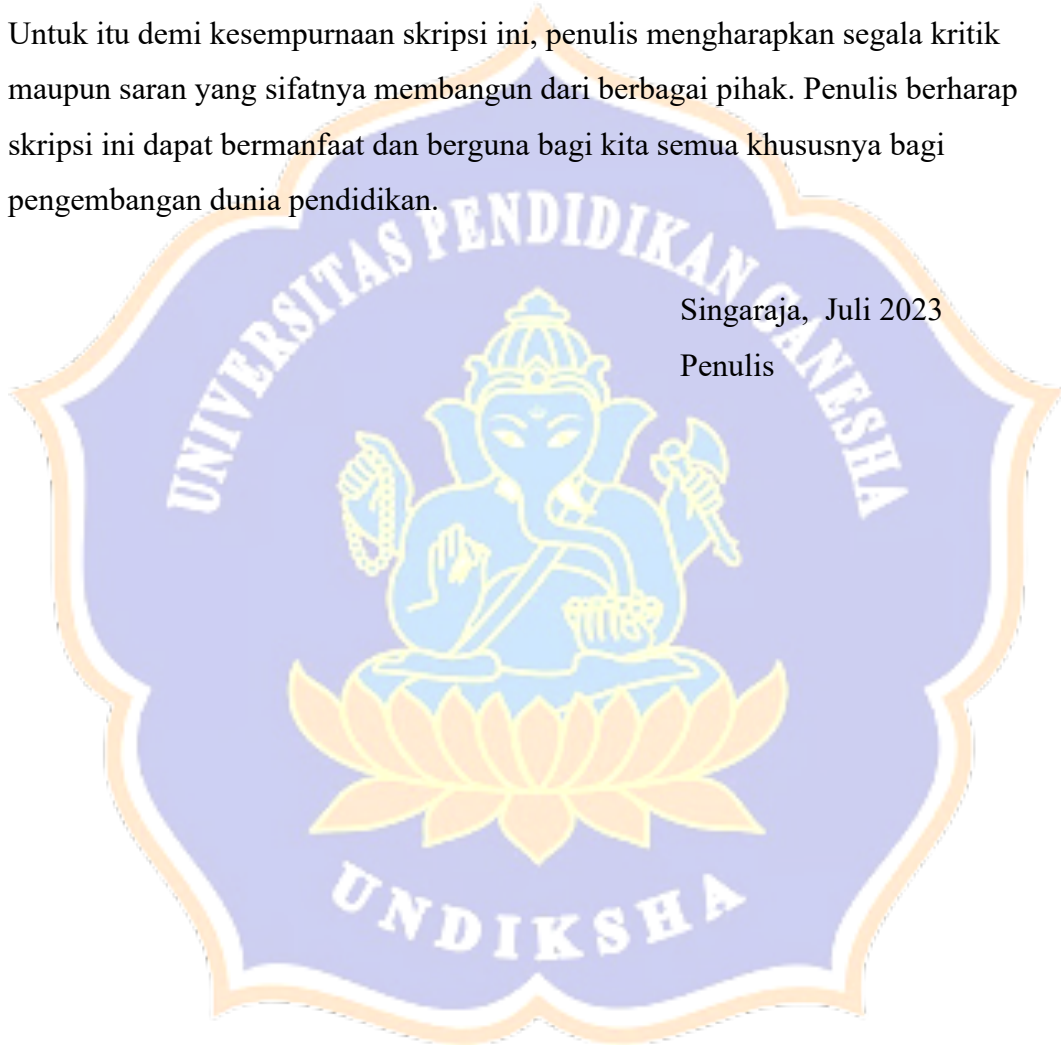 Untuk itu demi kesempurnaan skripsi ini, penulis mengharapkan segala kritik
maupun saran yang sifatnya membangun dari berbagai pihak. Penulis berharap
skripsi ini dapat bermanfaat dan berguna bagi kita semua khususnya bagi
pengembangan dunia pendidikan.
UNIVERSITAS PENDIDIKAN GANESHA
Singaraja, Juli 2023
Penulis
UNDIKSHA